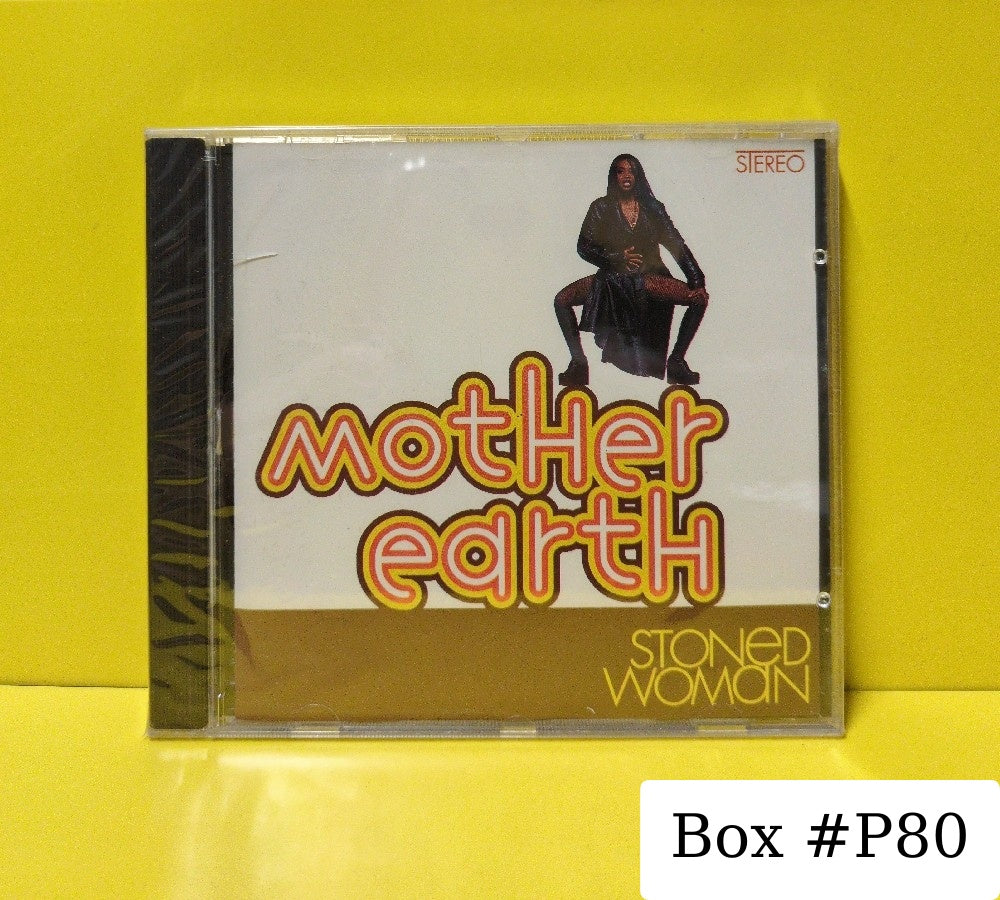 STEREO
motHer
eartH
STONeD
WOMaN
Box #P80